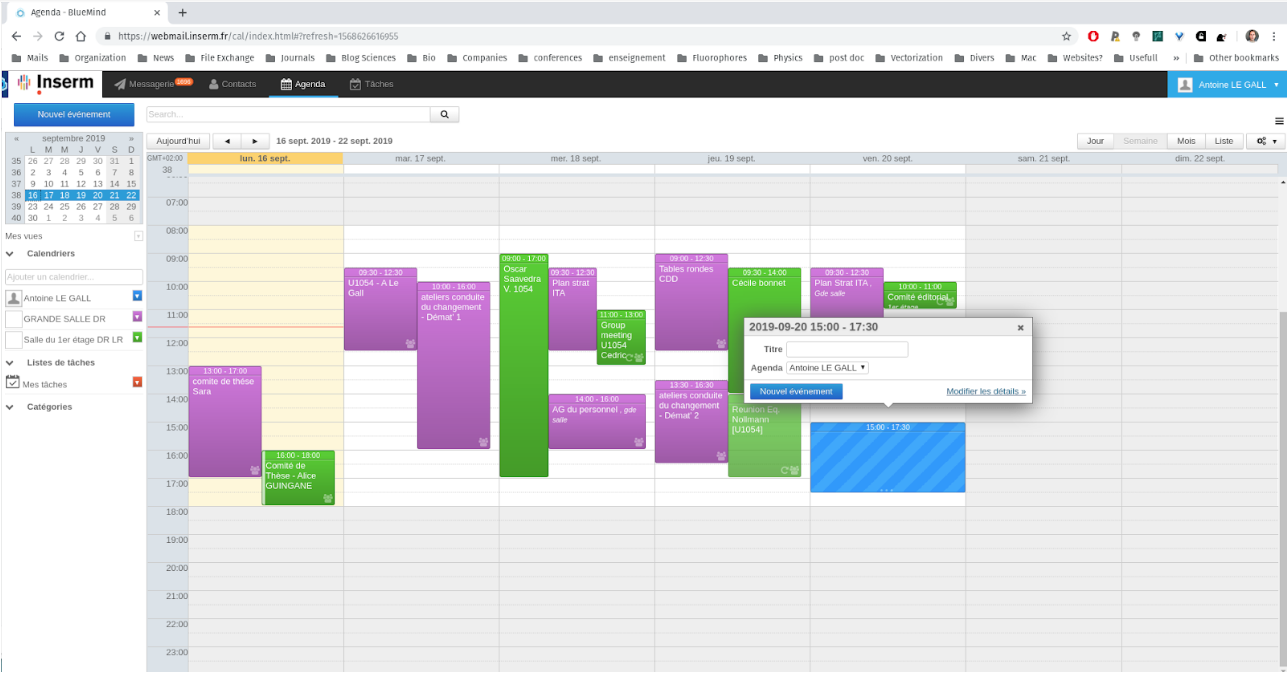 Agenda - BlueMind
https://webmail.inserm.fr/cal/index.html#?refresh=1568626616955
Mails Organization News File Exchange Journals Blog Sciences Bio Companies conferences enseignement Fluorophores Physics post doc Vectorization Divers Mac Websites? Usefull » Other bookmarks
Inserm Messagerie Contacts Agenda Tâches Antoine LE GALL
Nouvel événement Search...
« septembre 2019 »
L M M J V S D
35 26 27 28 29 30 31 1
36 2 3 4 5 6 7 8
37 9 10 11 12 13 14 15
38 16 17 18 19 20 21 22
39 23 24 25 26 27 28 29
40 30 1 2 3 4 5 6
Mes vues
Calendriers
Ajouter un calendrier...
Antoine LE GALL
GRANDE SALLE DR
Salle du 1er étage DR LR
Listes de tâches
Mes tâches
Catégories
Aujourd'hui 16 sept. 2019 - 22 sept. 2019 Jour Semaine Mois Liste
GMT+02:00 lun. 16 sept. mar. 17 sept. mer. 18 sept. jeu. 19 sept. ven. 20 sept. sam. 21 sept. dim. 22 sept.
38
07:00
08:00
09:00
10:00
11:00
12:00
13:00
14:00
15:00
16:00
17:00
18:00
19:00
20:00
21:00
22:00
23:00
13:00 - 17:00
comite de thèse
Sara
16:00 - 18:00
Comité de
Thèse - Alice
GUINGANE
09:30 - 12:30
U1054 - A Le
Gall
10:00 - 16:00
ateliers conduite
du changement
- Démat' 1
09:00 - 17:00
Oscar
Saavedra
V. 1054
09:30 - 12:30
Plan strat
ITA
11:00 - 13:00
Group
meeting
U1054
Cedric
14:00 - 16:00
AG du personnel , gde
salle
09:00 - 12:30
Tables rondes
CDD
09:30 - 14:00
Cécile bonnet
13:30 - 16:30
ateliers conduite
du changement
- Démat' 2
Réunion Eq.
Nollmann
[U1054]
09:30 - 12:30
Plan Strat ITA ,
Gde salle
10:00 - 11:00
Comité éditorial,
1er étage
2019-09-20 15:00 - 17:30
Titre
Agenda Antoine LE GALL
Nouvel événement Modifier les détails »
15:00 - 17:30